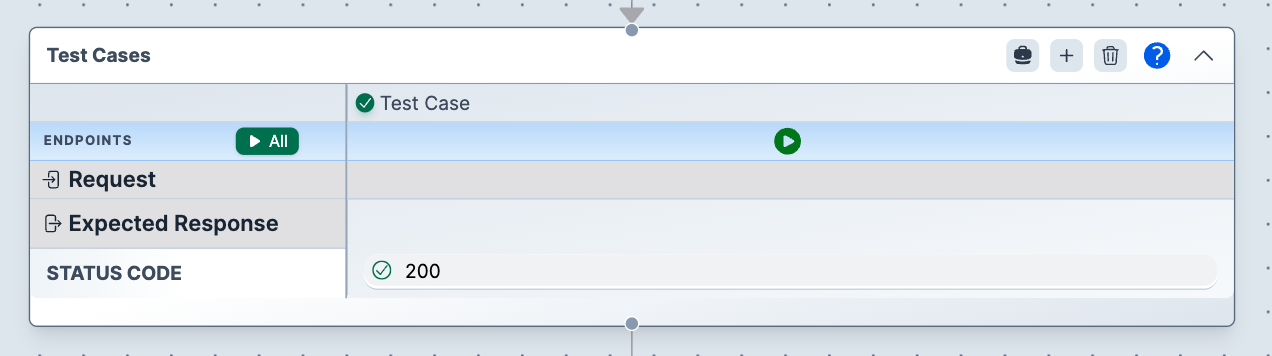 Test Cases
?
Test Case
ENDPOINTS
All
Request
Expected Response
STATUS CODE
200